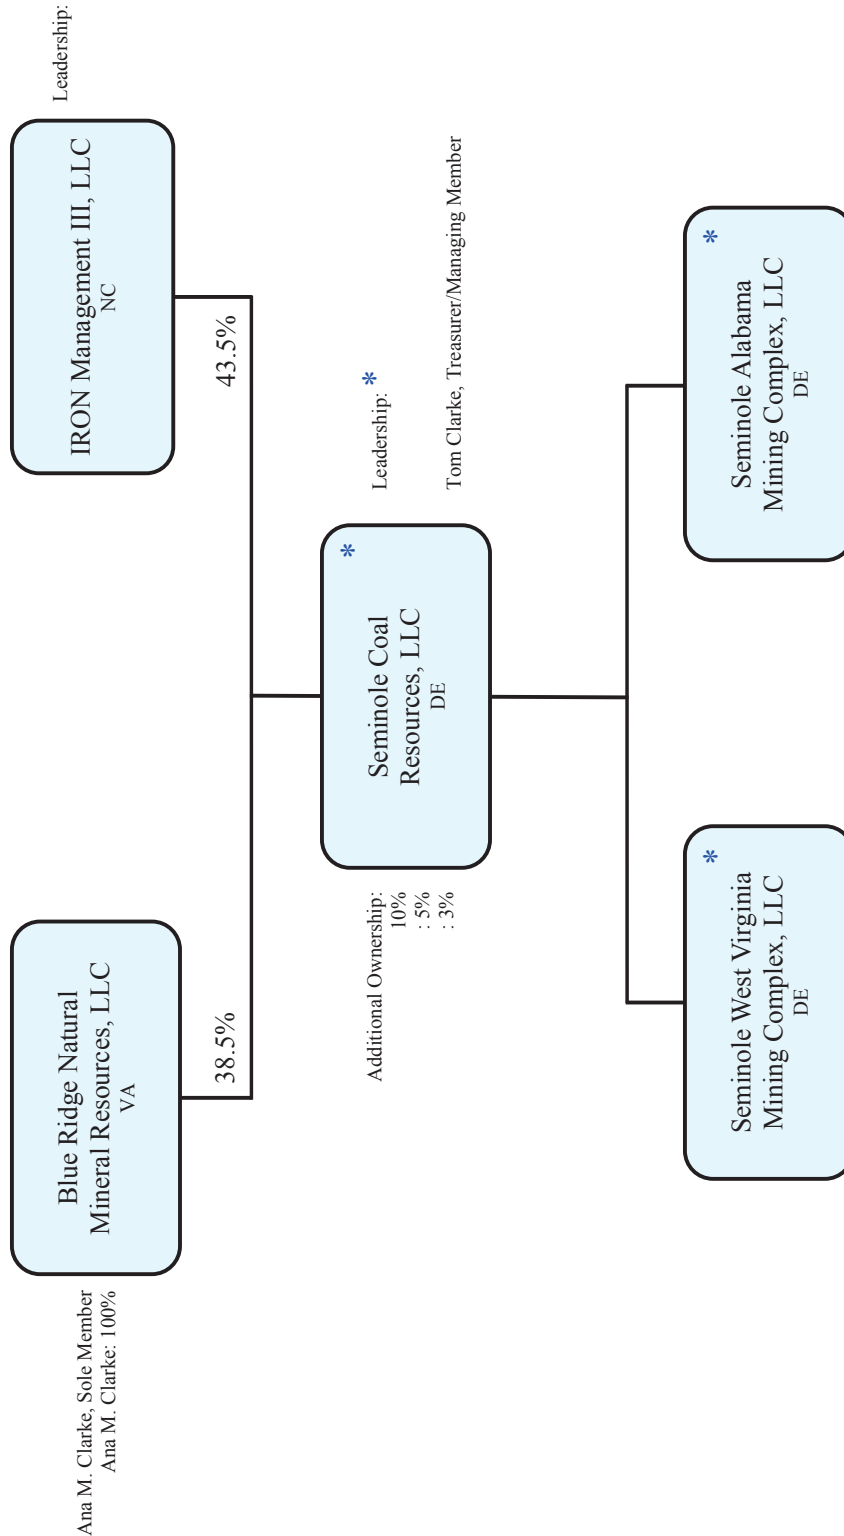 Ana M. Clarke, Sole Member
Ana M. Clarke: 100%
Blue Ridge Natural
Mineral Resources, LLC
VA
Leadership:
IRON Management III, LLC
NC
38.5%
43.5%
Additional Ownership:
10%
: 5%
: 3%
*
Seminole Coal
Resources, LLC
DE
Leadership: *
Tom Clarke, Treasurer/Managing Member
*
Seminole West Virginia
Mining Complex, LLC
DE
*
Seminole Alabama
Mining Complex, LLC
DE